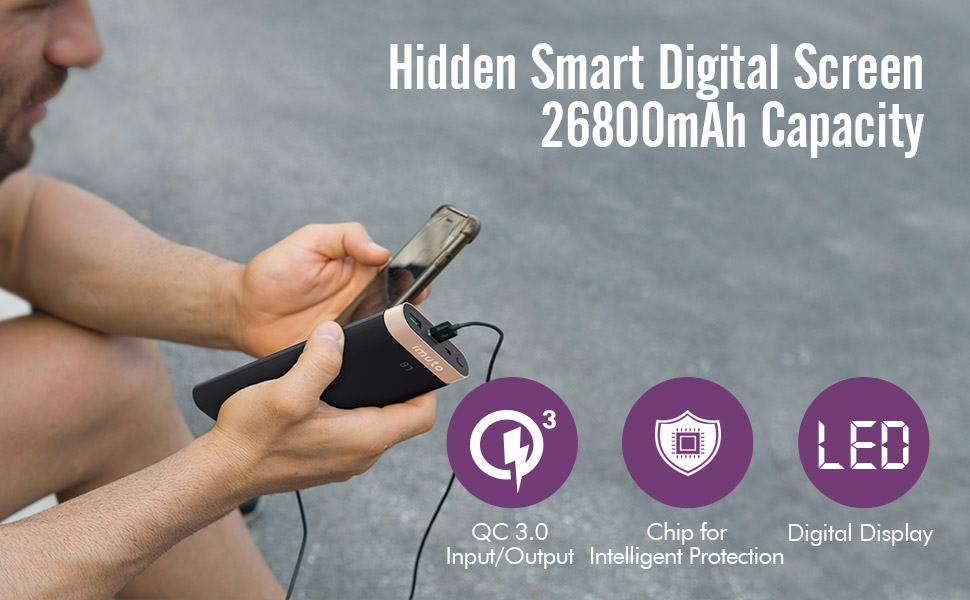 Hidden Smart Digital Screen
26800mAh Capacity
imuto
87
3
LED
QC 3.0
Input/Output
Chip for
Intelligent Protection
Digital Display